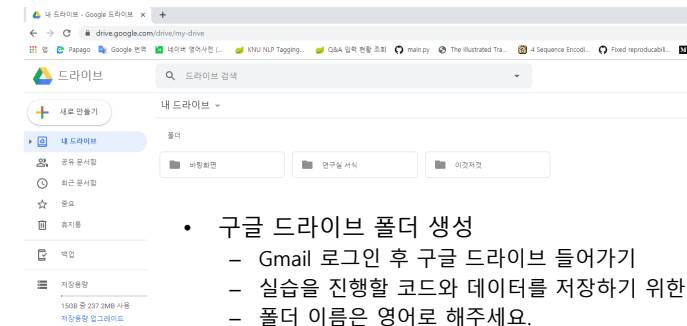 내 드라이브 - Google 드라이브
drive.google.com/drive/my-drive
앱 Papago Google 번역 네이버 영어사전 (... KNU NLP Tagging... Q&A 입력 현황 조회 main.py The Illustrated Tra... 4 Sequence Encodi... Fixed reproducabili...
드라이브 드라이브 검색
새로 만들기 내 드라이브
폴더
내 드라이브
공유 문서함 바탕화면 연구실 서식 이것저것
최근 문서함
중요
휴지통
백업
저장용량
15GB 중 237.2MB 사용
저장용량 업그레이드
• 구글 드라이브 폴더 생성
– Gmail 로그인 후 구글 드라이브 들어가기
– 실습을 진행할 코드와 데이터를 저장하기 위한
– 폴더 이름은 영어로 해주세요.